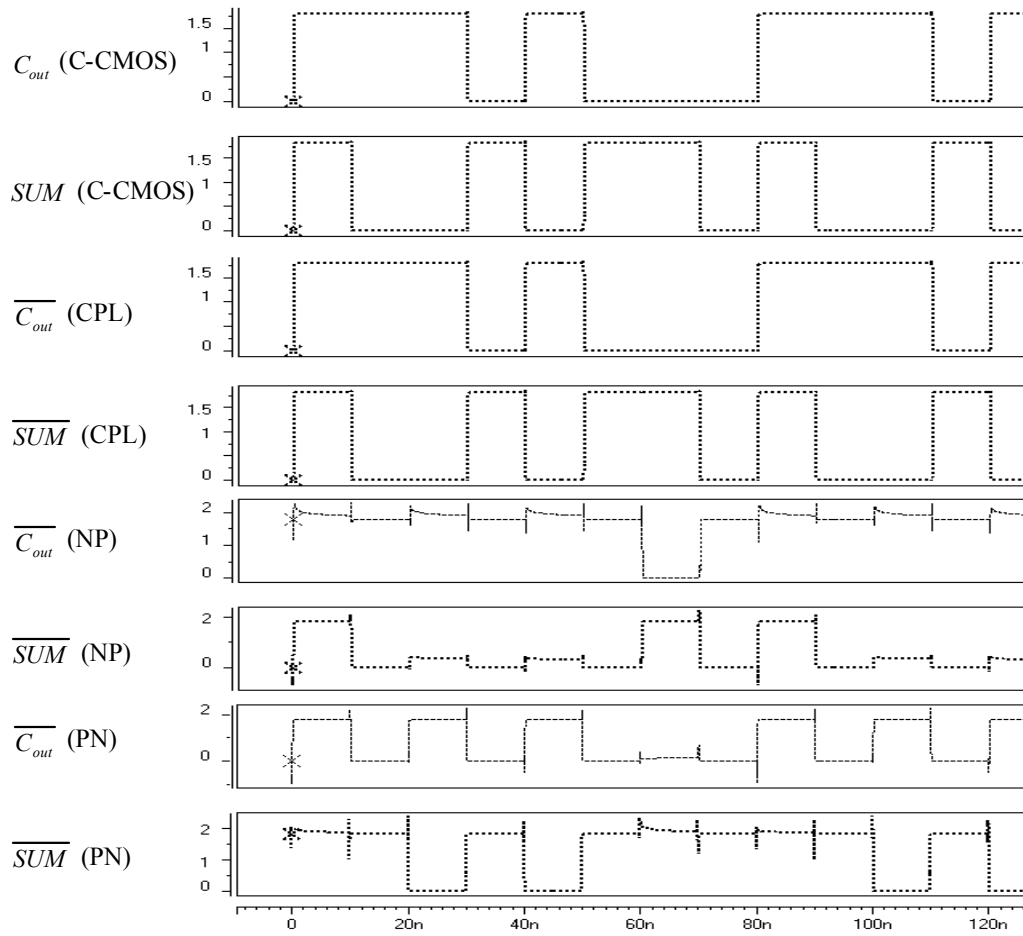 C_out (C-CMOS)
1.5
1
0
SUM (C-CMOS)
1.5
1
0
C_out (CPL)
1.5
1
0
SUM (CPL)
1.5
1
0
C_out (NP)
2
1
0
SUM (NP)
2
0
C_out (PN)
2
0
SUM (PN)
2
1
0
0 20n 40n 60n 80n 100n 120n